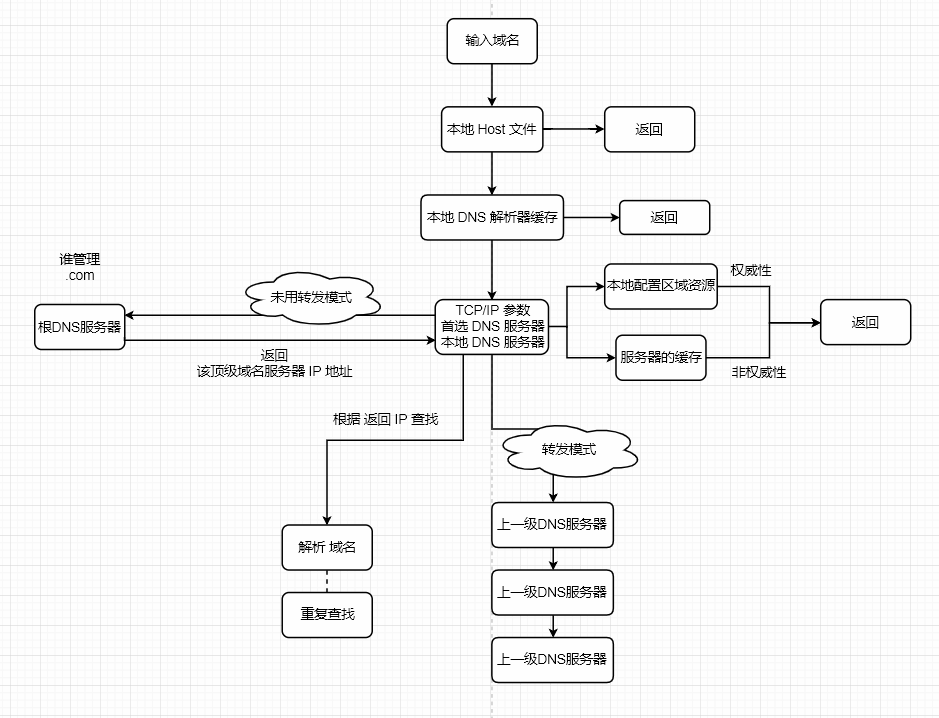 输入域名
本地 Host 文件
返回
本地 DNS 解析器缓存
返回
谁管理
.com
未用转发模式
根DNS服务器
返回
该顶级域名服务器 IP 地址
TCP/IP 参数
首选 DNS 服务器
本地 DNS 服务器
本地配置区域资源
权威性
服务器的缓存
非权威性
返回
根据 返回 IP 查找
转发模式
解析 域名
重复查找
上一级DNS服务器
上一级DNS服务器
上一级DNS服务器